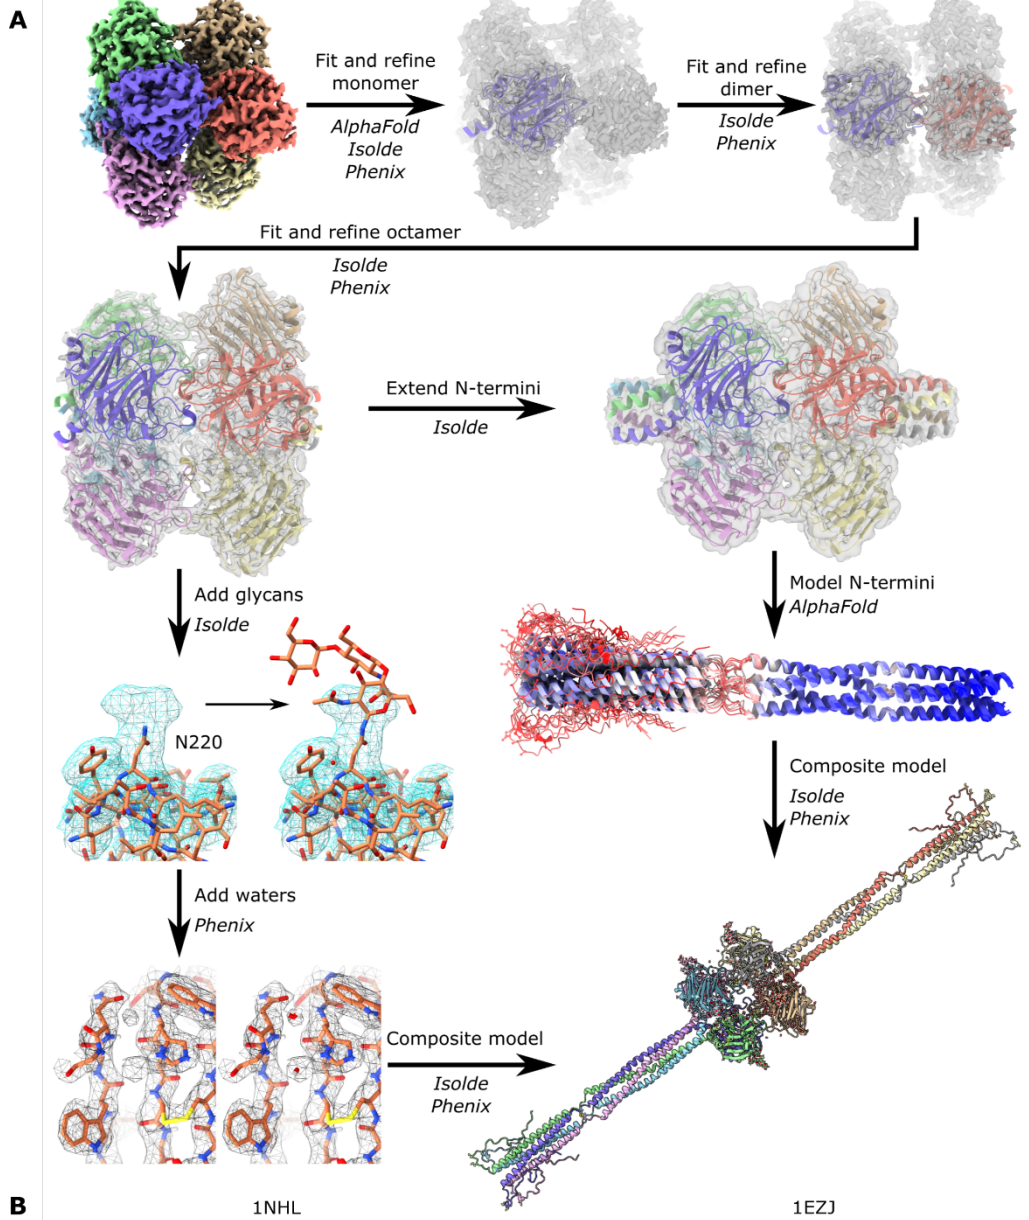 A
Fit and refine
monomer
AlphaFold
Isolde
Phenix
Fit and refine
dimer
Isolde
Phenix
Fit and refine octamer
Isolde
Phenix
Extend N-termini
Isolde
Add glycans
Isolde
Model N-termini
AlphaFold
N220
Composite model
Isolde
Phenix
Add waters
Phenix
Composite model
Isolde
Phenix
B
1NHL
1EZJ